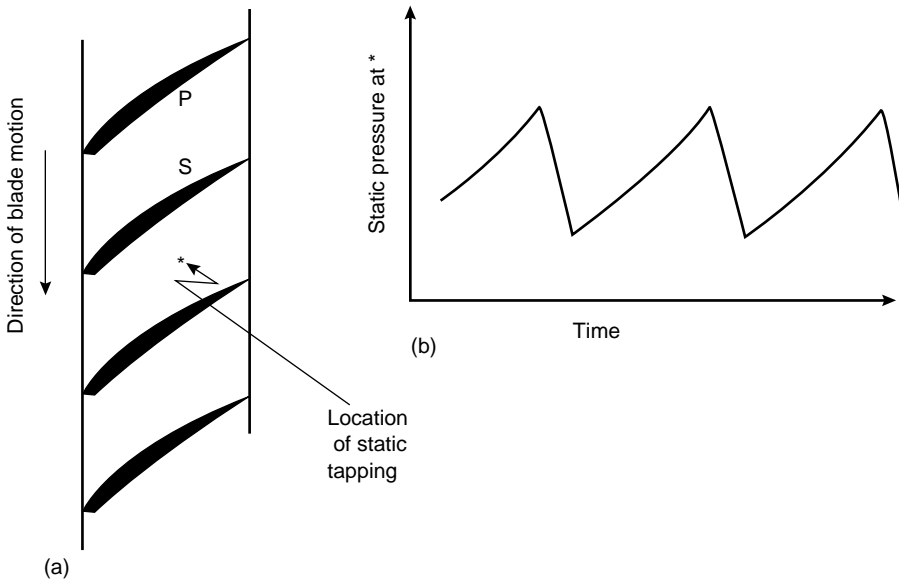 Direction of blade motion
P
S
*
Location
of static
tapping
(a)
Static pressure at *
Time
(b)